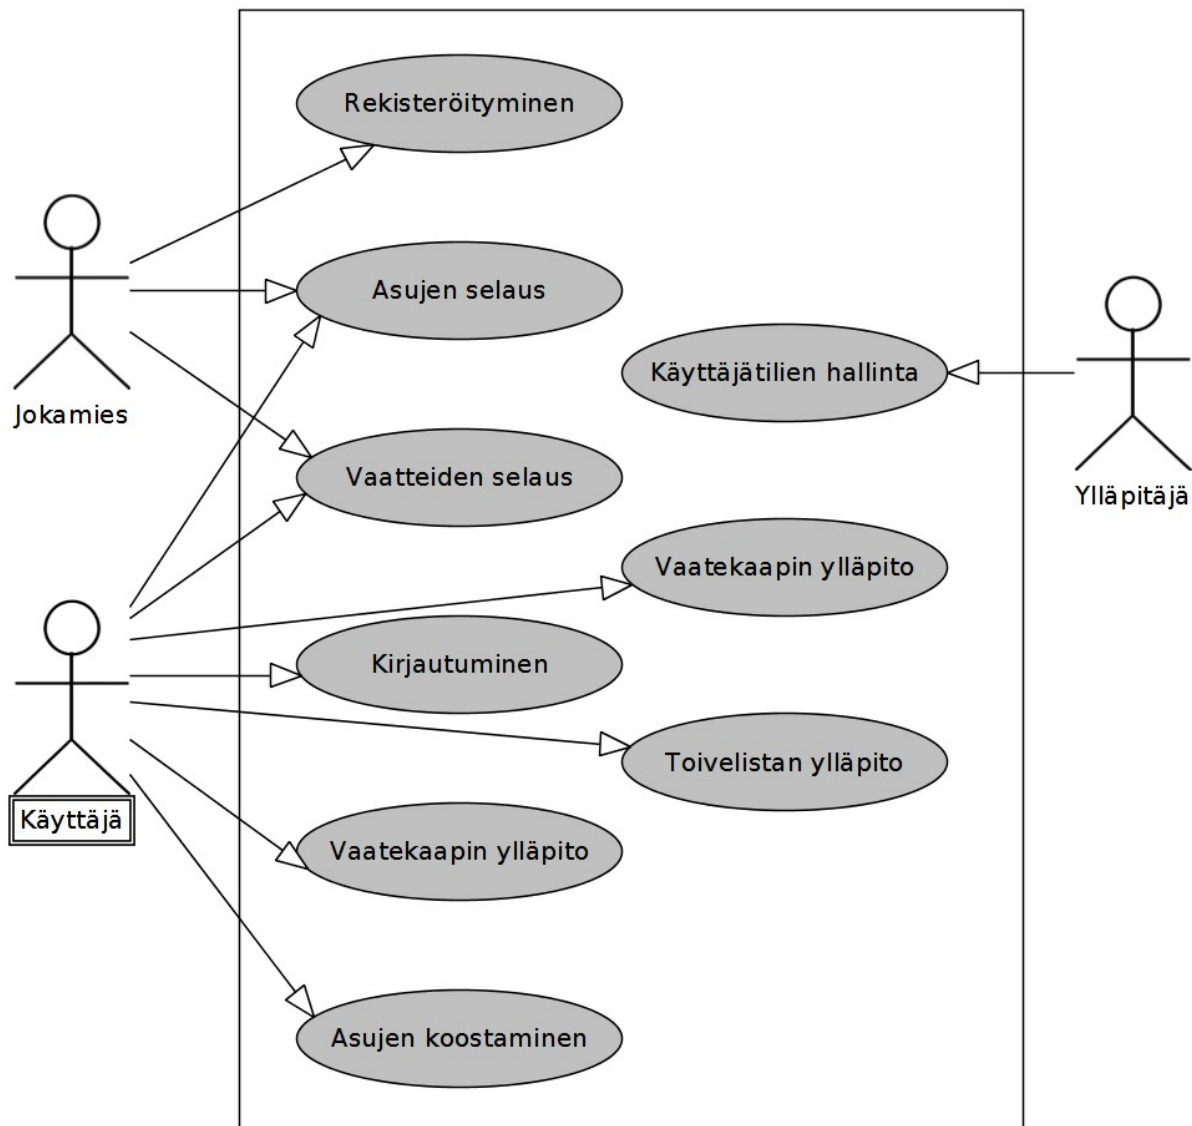 Rekisteröityminen
Asujen selaus
Käyttäjätilien hallinta
Jokamies
Vaatteiden selaus
Ylläpitäjä
Vaatekaapin ylläpito
Kirjautuminen
Toivelistan ylläpito
Käyttäjä
Vaatekaapin ylläpito
Asujen koostaminen